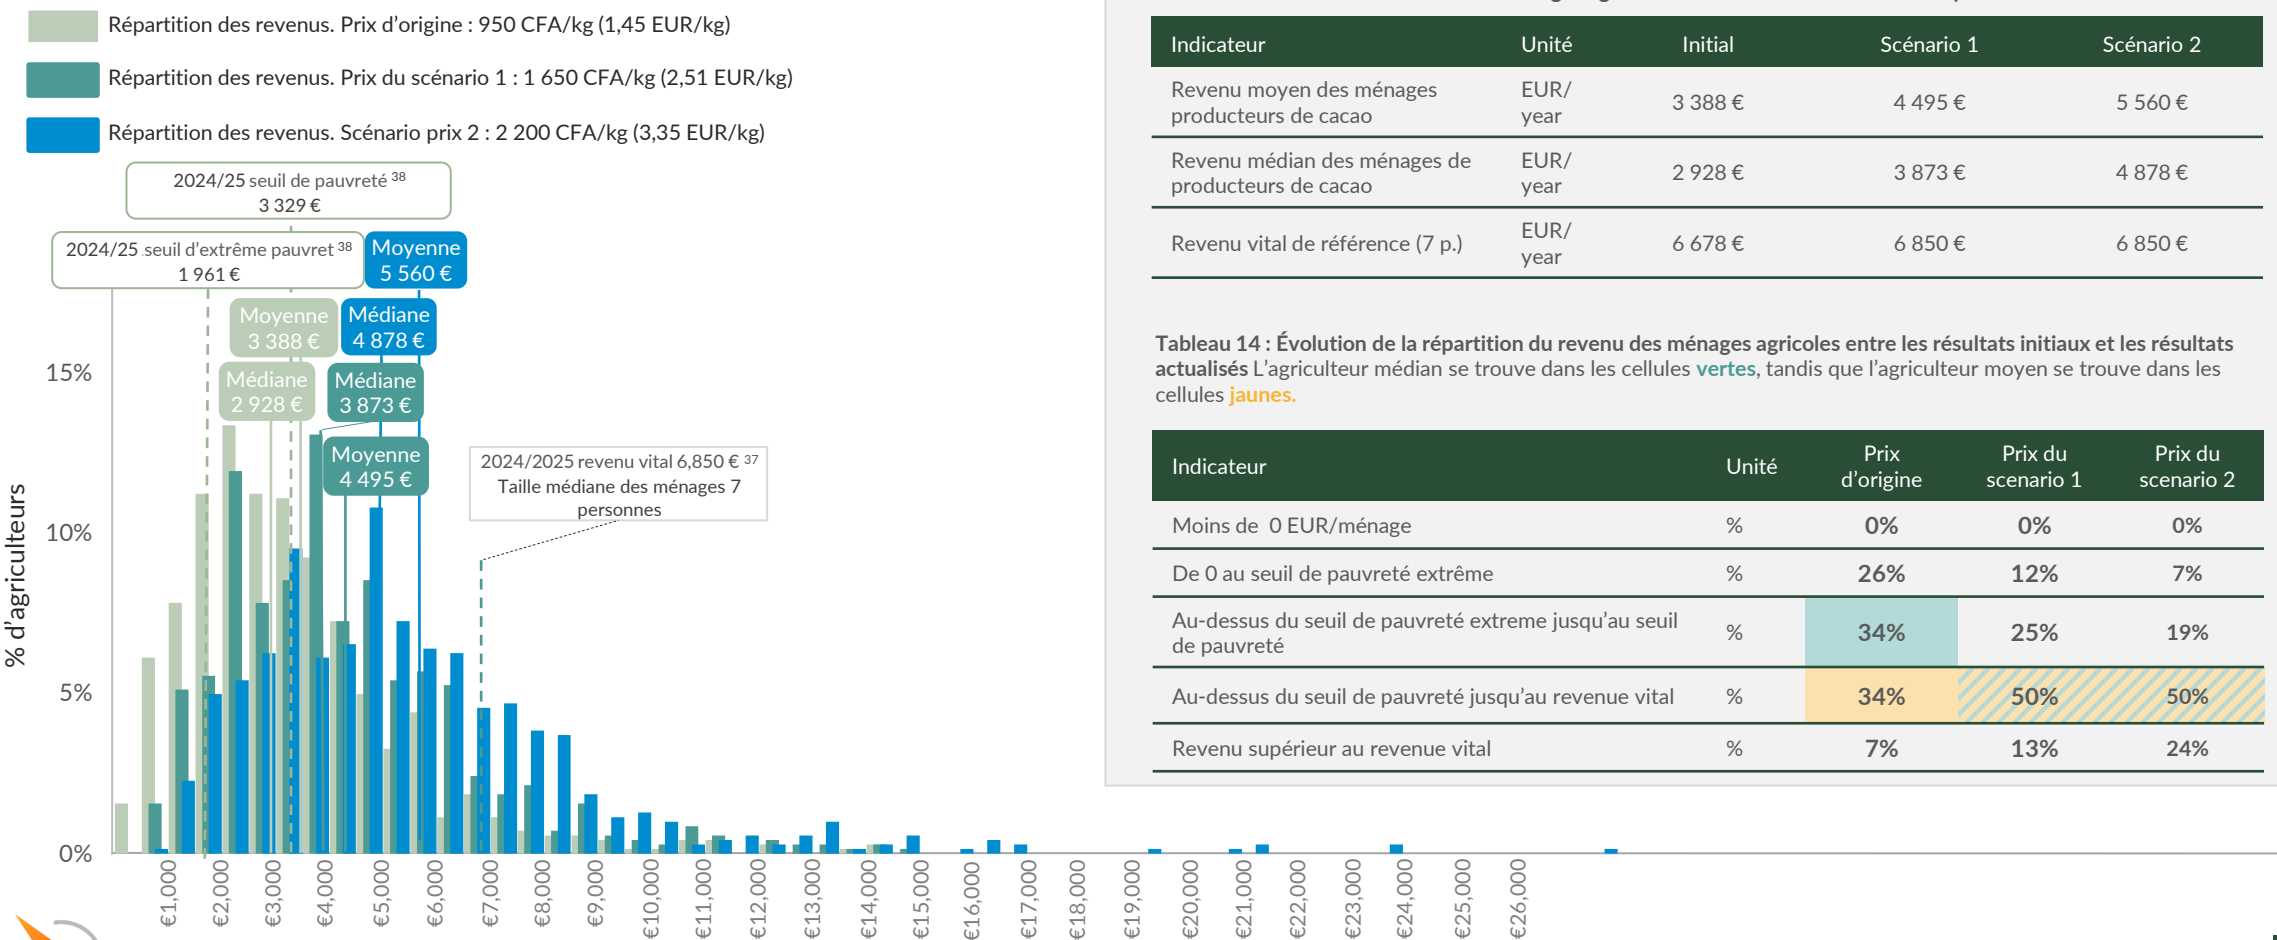 Répartition des revenus. Prix d'origine : 950 CFA/kg (1,45 EUR/kg)
Répartition des revenus. Prix du scénario 1 : 1 650 CFA/kg (2,51 EUR/kg)
Répartition des revenus. Scénario prix 2 : 2 200 CFA/kg (3,35 EUR/kg)
2024/25 seuil de pauvreté 38
3 329 €
2024/25 seuil d'extrême pauvret 38
1 961 €
Moyenne
5 560 €
Moyenne
3 388 €
Médiane
4 878 €
Médiane
2 928 €
Médiane
3 873 €
Moyenne
4 495 €
2024/2025 revenu vital 6,850 € 37
Taille médiane des ménages 7
personnes
% d'agriculteurs
15%
10%
5%
0%
€1,000
€2,000
€3,000
€4,000
€5,000
€6,000
€7,000
€8,000
€9,000
€10,000
€11,000
€12,000
€13,000
€14,000
€15,000
€16,000
€17,000
€18,000
€19,000
€20,000
€21,000
€22,000
€23,000
€24,000
€25,000
€26,000
Indicateur Unité Initial Scénario 1 Scénario 2
Revenu moyen des ménages
producteurs de cacao EUR/
year 3 388 € 4 495 € 5 560 €
Revenu médian des ménages de
producteurs de cacao EUR/
year 2 928 € 3 873 € 4 878 €
Revenu vital de référence (7 p.) EUR/
year 6 678 € 6 850 € 6 850 €
Tableau 14 : Évolution de la répartition du revenu des ménages agricoles entre les résultats initiaux et les résultats
actualisés L'agriculteur médian se trouve dans les cellules vertes, tandis que l'agriculteur moyen se trouve dans les
cellules jaunes.
Indicateur Unité Prix
d'origine Prix du
scenario 1 Prix du
scenario 2
Moins de 0 EUR/ménage % 0% 0% 0%
De 0 au seuil de pauvreté extrême % 26% 12% 7%
Au-dessus du seuil de pauvreté extreme jusqu'au seuil
de pauvreté % 34% 25% 19%
Au-dessus du seuil de pauvreté jusqu'au revenue vital % 34% 50% 50%
Revenu supérieur au revenue vital % 7% 13% 24%